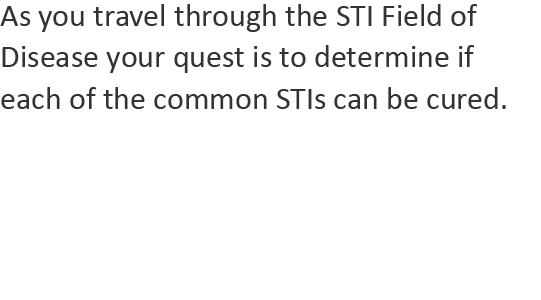 As you travel through the STI Field of
Disease your quest is to determine if
each of the common STIs can be cured.